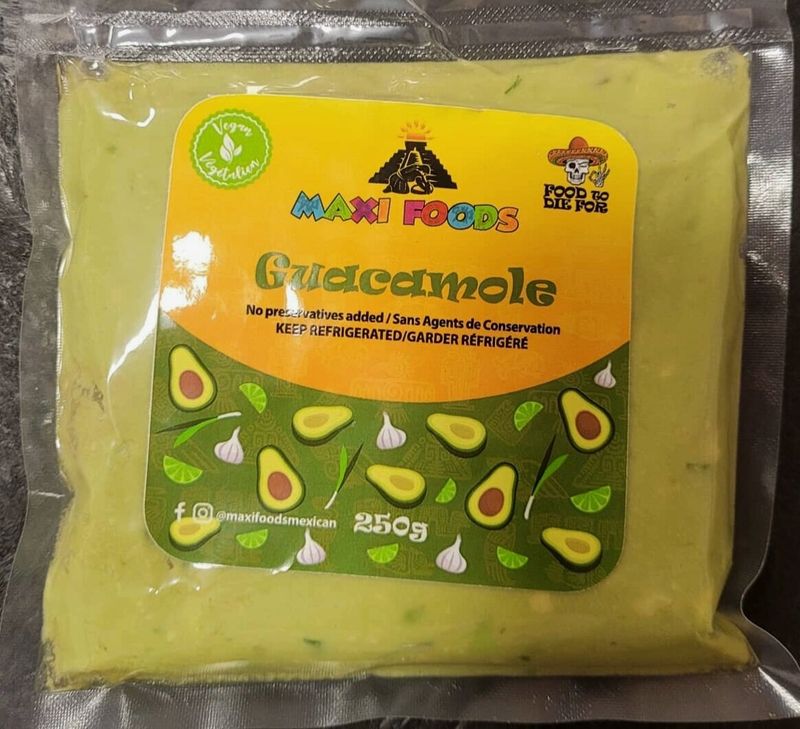 Vegan
Végétalien
MAXI FOODS
FOOD TO
DIE FOR
Guacamole
No preservatives added / Sans Agents de Conservation
KEEP REFRIGERATED/GARDER RÉFRIGÉRÉ
@maxifoodsmexican
250g